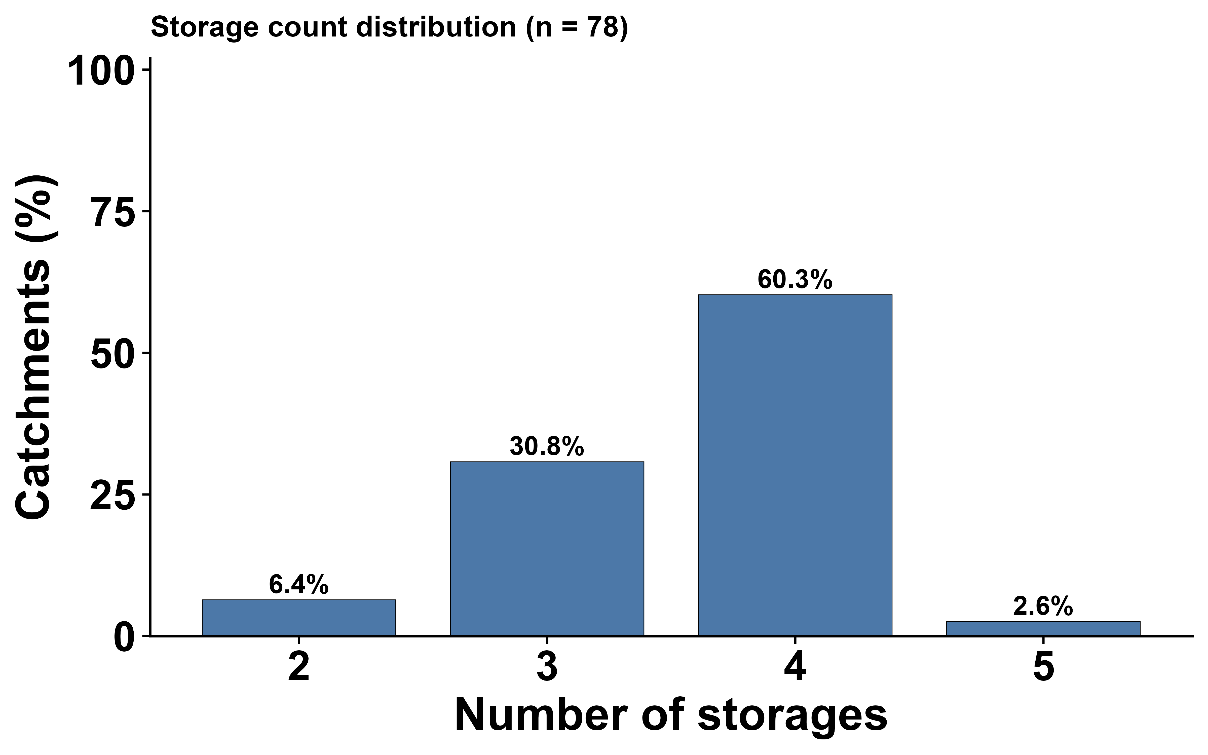 Storage count distribution (n = 78)
100
75
50
25
0
Catchments (%)
6.4%
30.8%
60.3%
2.6%
2 3 4 5
Number of storages